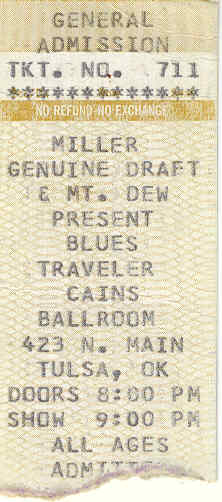 GENERAL
ADMISSION
TKT. NO. 711
************
NO REFUND-NO EXCHANGE
MILLER
GENUINE DRAFT
& MT. DEW
PRESENT
BLUES
TRAVELER
CAINS
BALLROOM
423 N. MAIN
TULSA, OK
DOORS 8:00 PM
SHOW 9:00 PM
ALL AGES
ADMITTED